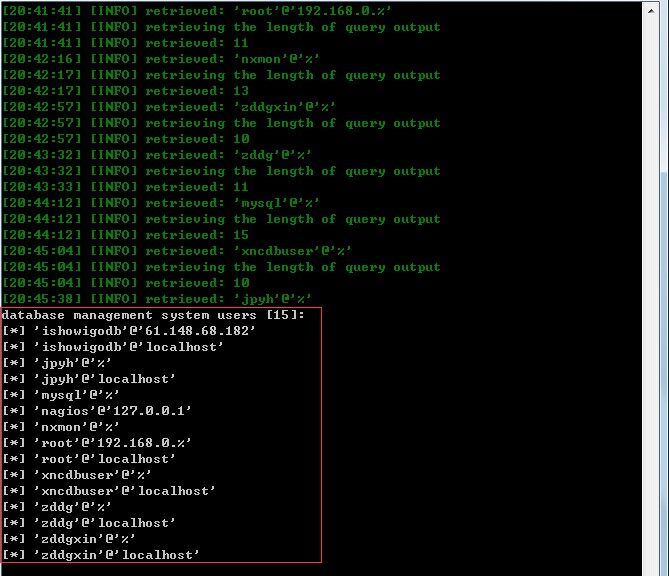 [20:41:41] [INFO] retrieved: 'root'@'192.168.0.%'
[20:41:41] [INFO] retrieving the length of query output
[20:41:41] [INFO] retrieved: 11
[20:42:16] [INFO] retrieved: 'nxmon'@'%'
[20:42:17] [INFO] retrieving the length of query output
[20:42:17] [INFO] retrieved: 13
[20:42:57] [INFO] retrieved: 'zddgxin'@'%'
[20:42:57] [INFO] retrieving the length of query output
[20:42:57] [INFO] retrieved: 10
[20:43:32] [INFO] retrieved: 'zddg'@'%'
[20:43:32] [INFO] retrieving the length of query output
[20:43:33] [INFO] retrieved: 11
[20:44:12] [INFO] retrieved: 'mysql'@'%'
[20:44:12] [INFO] retrieving the length of query output
[20:44:12] [INFO] retrieved: 15
[20:45:04] [INFO] retrieved: 'xncdbuser'@'%'
[20:45:04] [INFO] retrieving the length of query output
[20:45:04] [INFO] retrieved: 10
[20:45:38] [INFO] retrieved: 'jpyh'@'%'
database management system users [15]:
[*] 'ishowigodb'@'61.148.68.182'
[*] 'ishowigodb'@'localhost'
[*] 'jpyh'@'%'
[*] 'jpyh'@'localhost'
[*] 'mysql'@'%'
[*] 'nagios'@'127.0.0.1'
[*] 'nxmon'@'%'
[*] 'root'@'192.168.0.%'
[*] 'root'@'localhost'
[*] 'xncdbuser'@'%'
[*] 'xncdbuser'@'localhost'
[*] 'zddg'@'%'
[*] 'zddg'@'localhost'
[*] 'zddgxin'@'%'
[*] 'zddgxin'@'localhost'